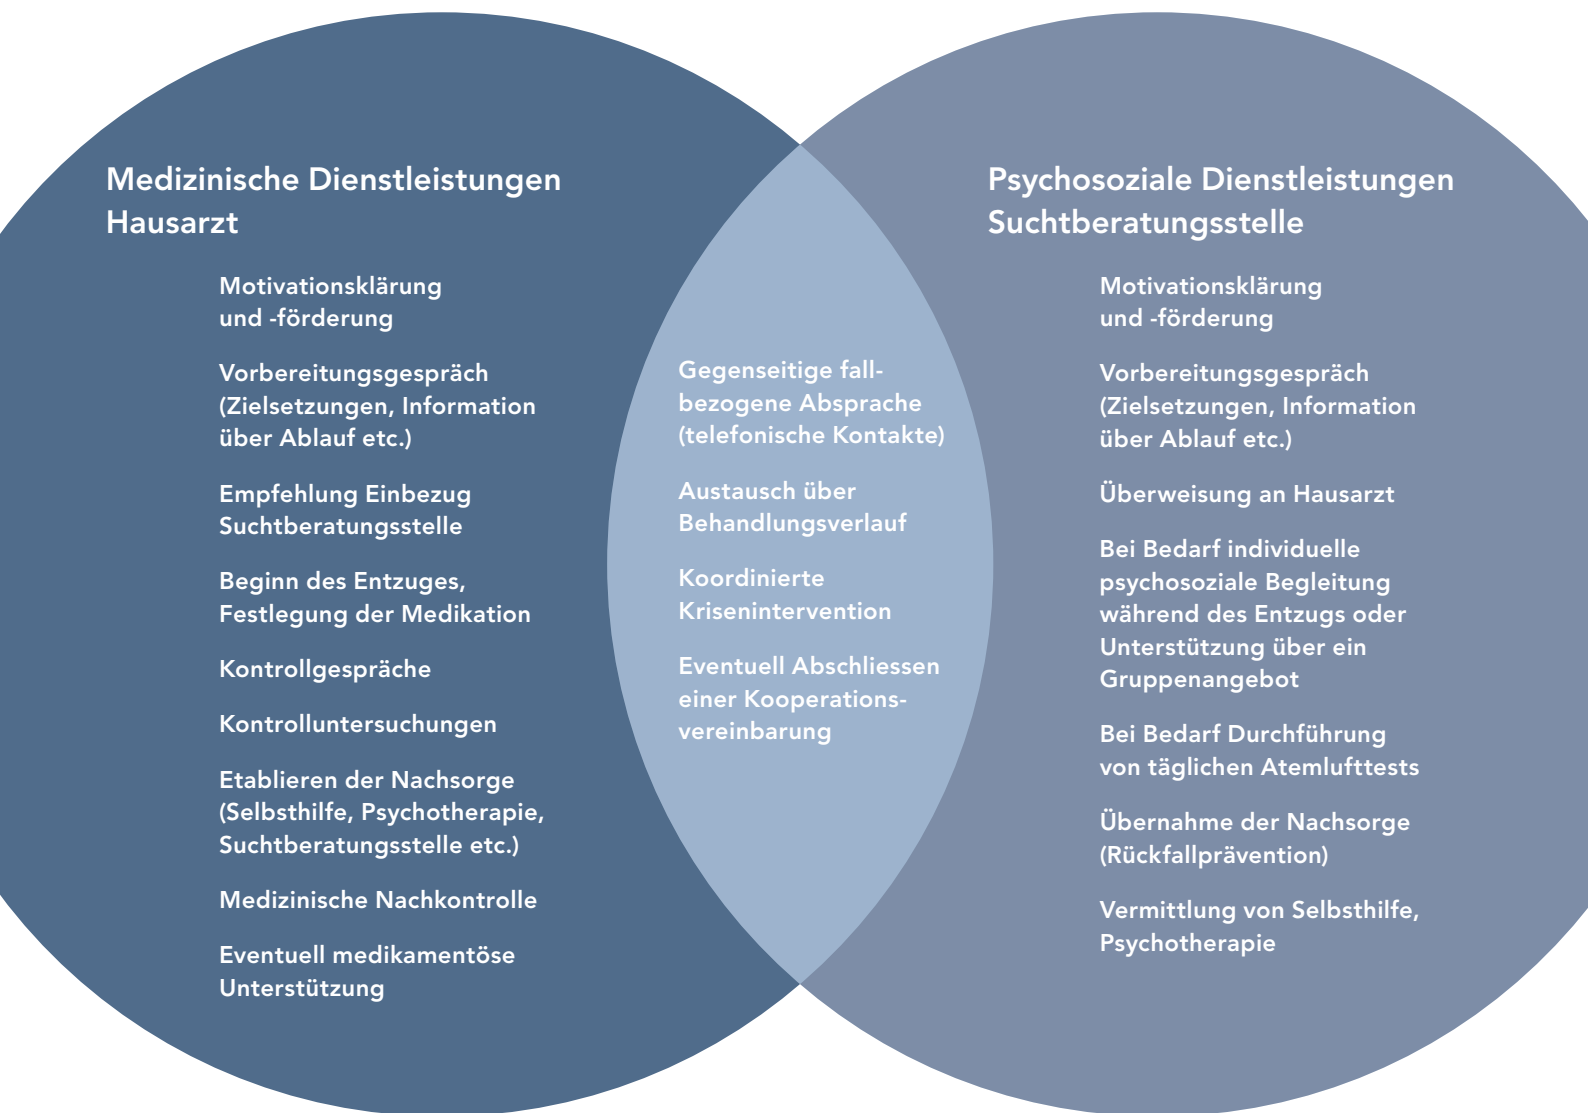 Medizinische Dienstleistungen
Hausarzt
Motivationsklärung
und -förderung
Vorbereitungsgespräch
(Zielsetzungen, Information
über Ablauf etc.)
Empfehlung Einbezug
Suchtberatungsstelle
Beginn des Entzuges,
Festlegung der Medikation
Kontrollgespräche
Kontrolluntersuchungen
Etablieren der Nachsorge
(Selbsthilfe, Psychotherapie,
Suchtberatungsstelle etc.)
Medizinische Nachkontrolle
Eventuell medikamentöse
Unterstützung
Gegenseitige fall-
bezogene Absprache
(telefonische Kontakte)
Austausch über
Behandlungsverlauf
Koordinierte
Krisenintervention
Eventuell Abschliessen
einer Kooperations-
vereinbarung
Psychosoziale Dienstleistungen
Suchtberatungsstelle
Motivationsklärung
und -förderung
Vorbereitungsgespräch
(Zielsetzungen, Information
über Ablauf etc.)
Überweisung an Hausarzt
Bei Bedarf individuelle
psychosoziale Begleitung
während des Entzugs oder
Unterstützung über ein
Gruppenangebot
Bei Bedarf Durchführung
von täglichen Atemlufttests
Übernahme der Nachsorge
(Rückfallprävention)
Vermittlung von Selbsthilfe,
Psychotherapie